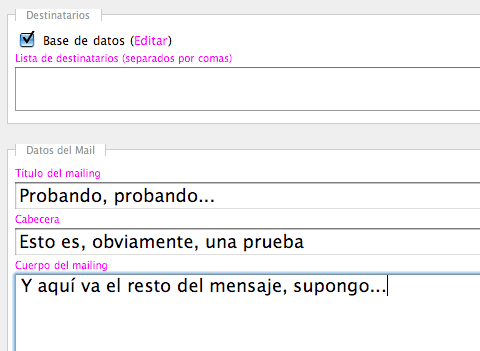 Destinatarios
Base de datos (Editar)
Lista de destinatarios (separados por comas)
Datos del Mail
Título del mailing
Probando, probando...
Cabecera
Esto es, obviamente, una prueba
Cuerpo del mailing
Y aquí va el resto del mensaje, supongo...